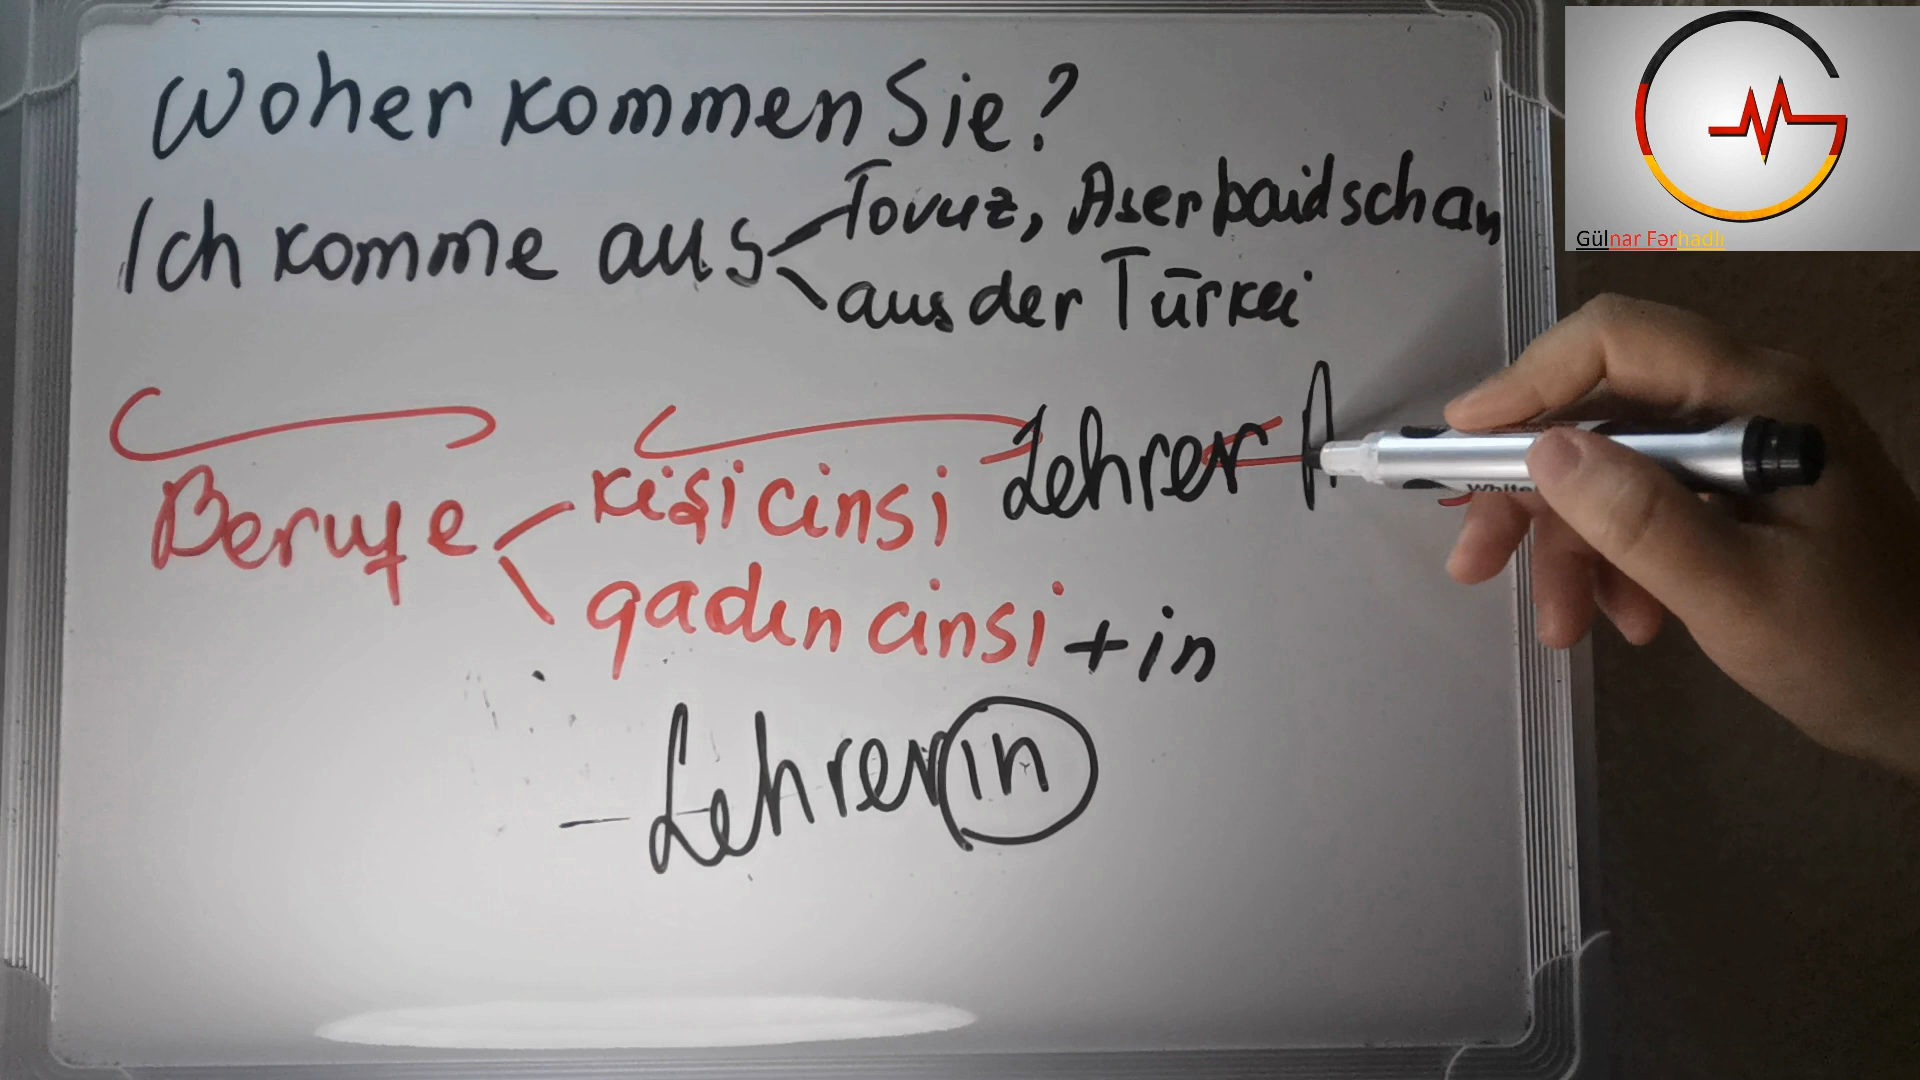 Woher kommen Sie?
Ich komme aus Tovuz, Aserbaidschan
aus der Türkei
Berufe kişi cinsi Lehrer A
qadın cinsi + in
– Lehrerin
Gülnar Fərhadlı
White